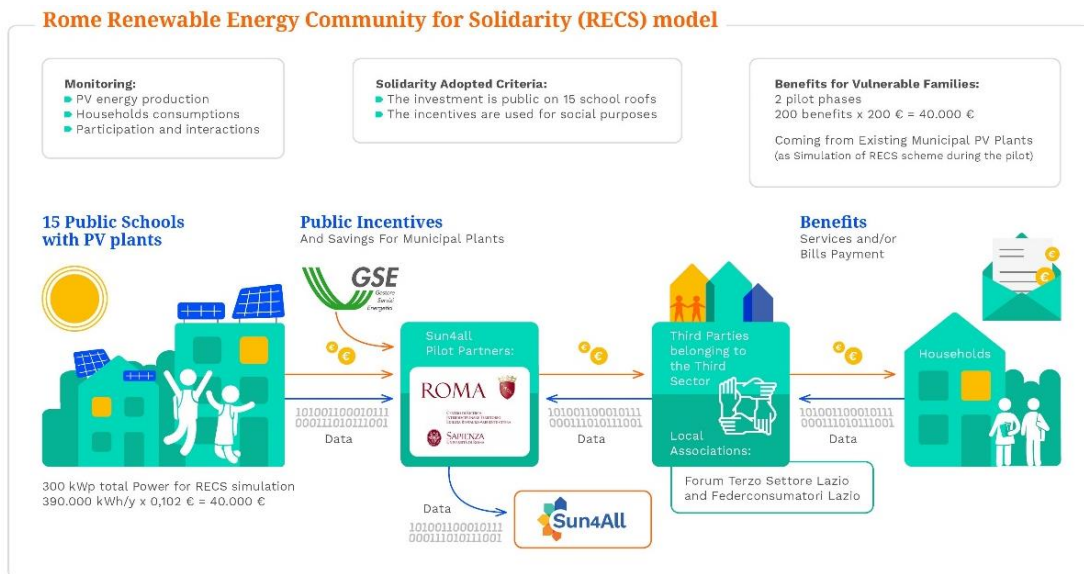 Rome Renewable Energy Community for Solidarity (RECS) model
Monitoring:
PV energy production
Households consumptions
Participation and interactions
Solidarity Adopted Criteria:
The investment is public on 15 school roofs
The incentives are used for social purposes
Benefits for Vulnerable Families:
2 pilot phases
200 benefits x 200 € = 40.000 €
Coming from Existing Municipal PV Plants
(as Simulation of RECS scheme during the pilot)
15 Public Schools
with PV plants
Public Incentives
And Savings For Municipal Plants
Benefits
Services and/or
Bills Payment
GSE
Gestore
Servizi
Energetici
€
€
Sun4all
Pilot Partners:
ROMA
SAPIENZA
UNIVERSITÀ DI ROMA
€
€
Third Parties
belonging to
the Third
Sector
Local
Associations:
€
€
Households
€
€
101001100010111
000111010111001
Data
101001100010111
000111010111001
Data
101001100010111
000111010111001
Data
300 kWp total Power for RECS simulation
390.000 kWh/y x 0,102 € = 40.000 €
Forum Terzo Settore Lazio
and Federconsumatori Lazio
Data
101001100010111
000111010111001
Sun4All